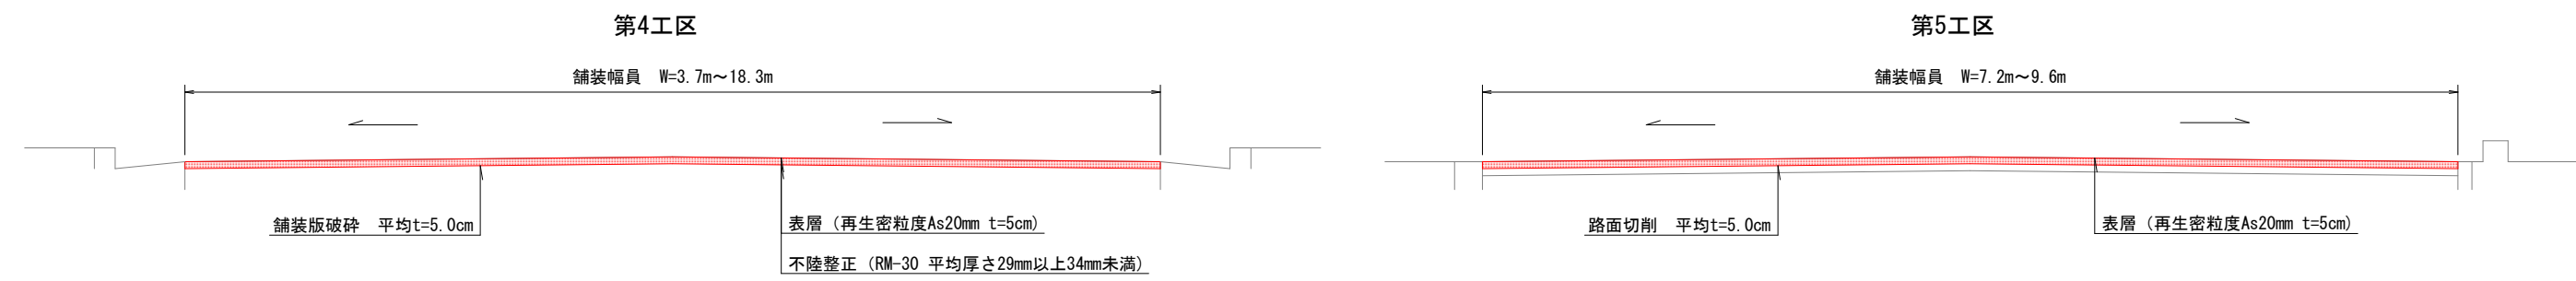 第4工区
舗装幅員　W=3.7m～18.3m
舗装版破砕　平均t=5.0cm
表層（再生密粒度As20mm t=5cm）
不陸整正（RM-30 平均厚さ29mm以上34mm未満）
第5工区
舗装幅員　W=7.2m～9.6m
路面切削　平均t=5.0cm
表層（再生密粒度As20mm t=5cm）